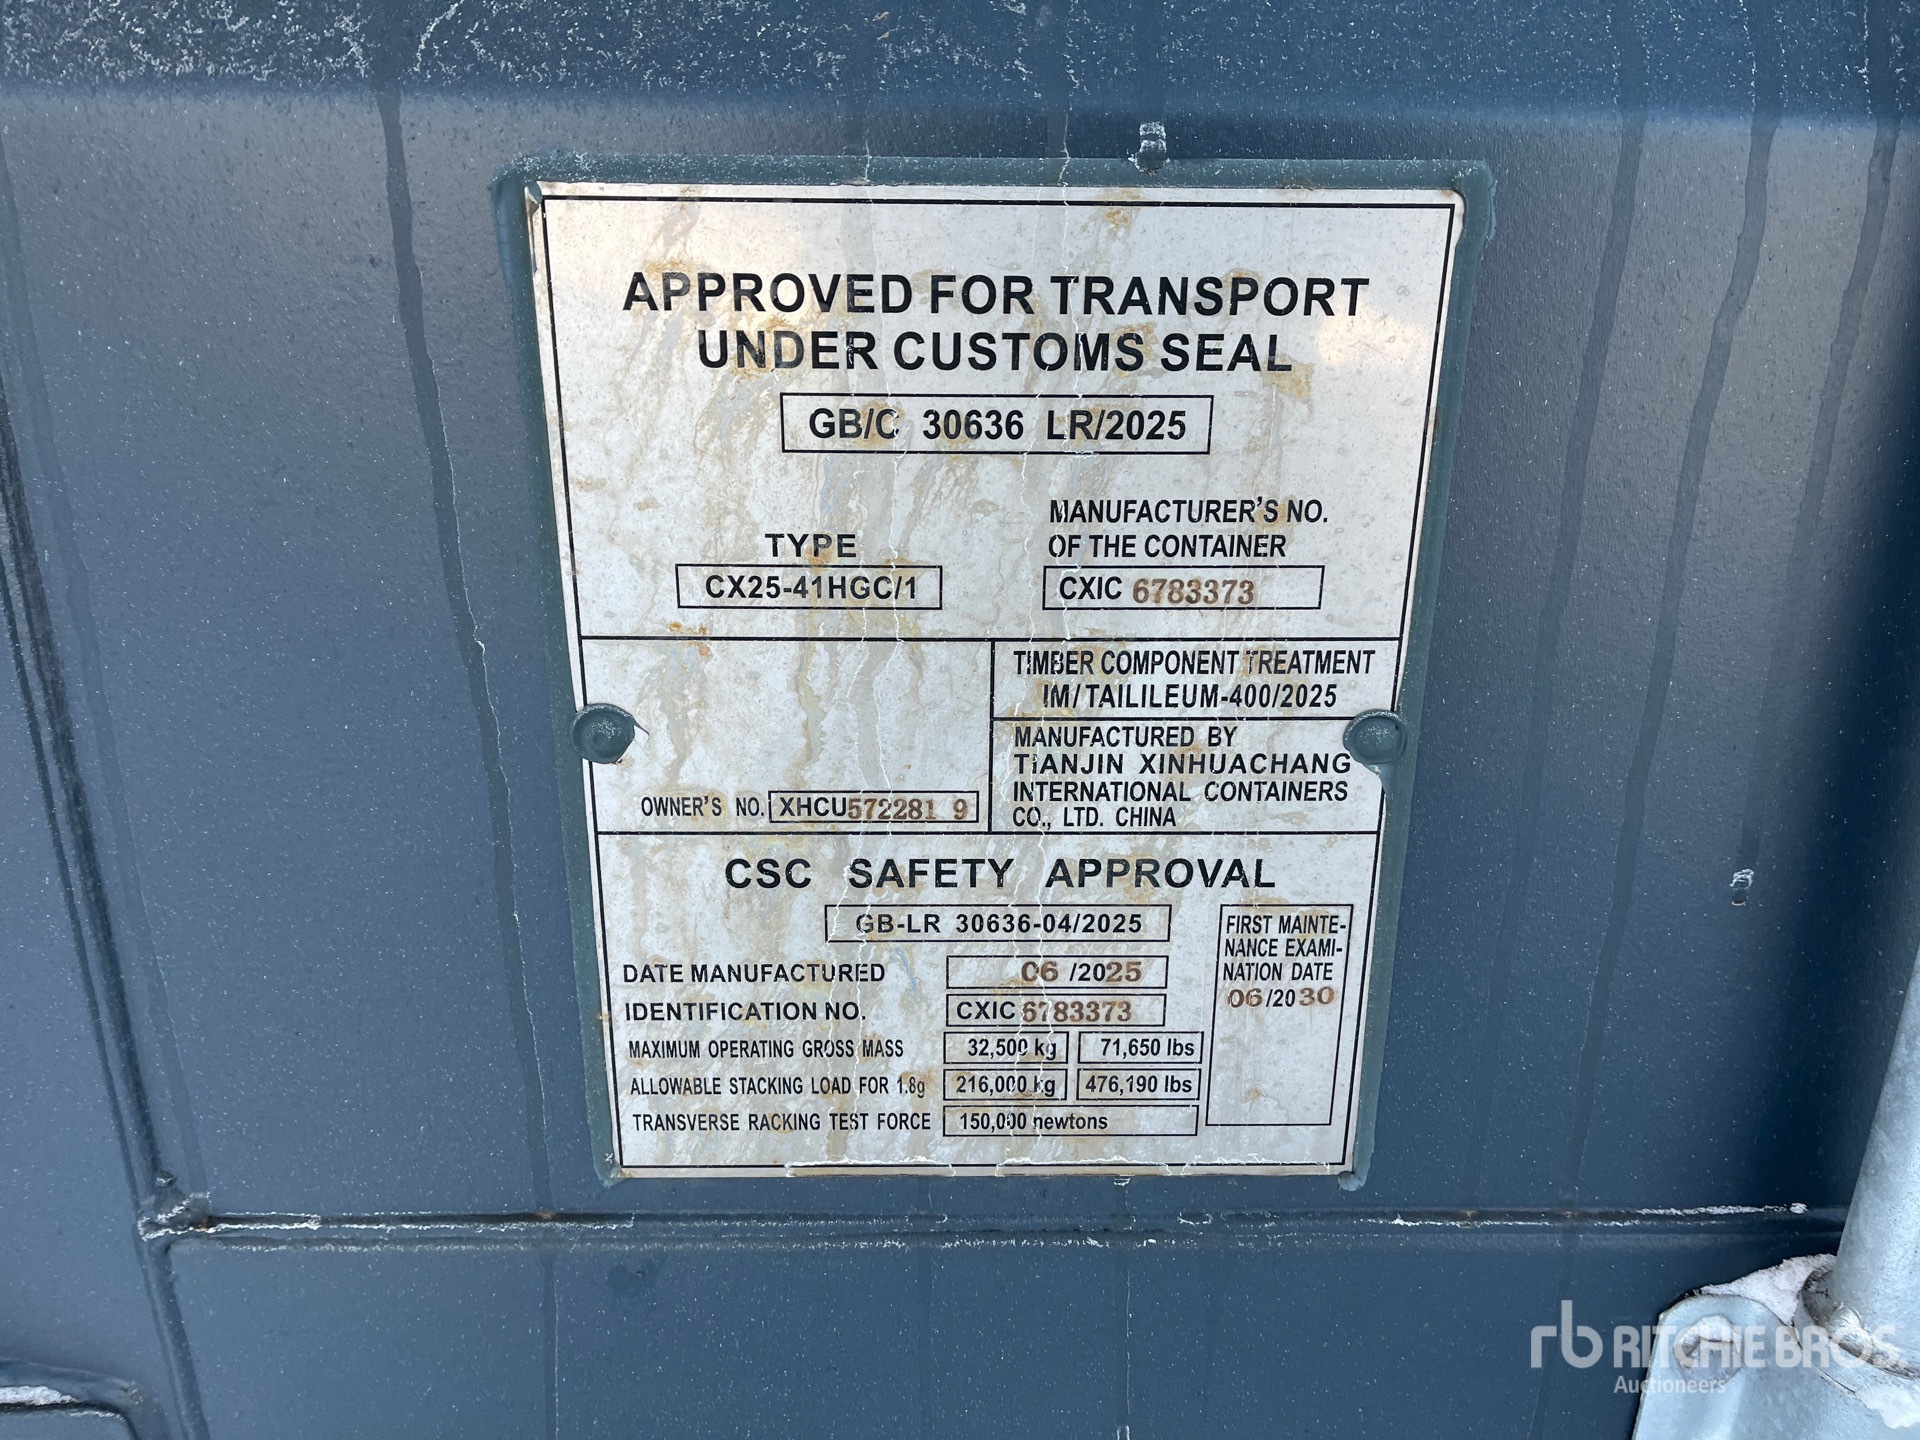 APPROVED FOR TRANSPORT
UNDER CUSTOMS SEAL
GB/C 30636 LR/2025
TYPE
CX25-41HGC/1
MANUFACTURER'S NO.
OF THE CONTAINER
CXIC 6783373
TIMBER COMPONENT TREATMENT
IM/TAILILEUM-400/2025
MANUFACTURED BY
TIANJIN XINHUACHANG
INTERNATIONAL CONTAINERS
CO., LTD. CHINA
OWNER'S NO. XHCU572281 9
CSC SAFETY APPROVAL
GB-LR 30636-04/2025
DATE MANUFACTURED 06 /2025
IDENTIFICATION NO. CXIC 6783373
MAXIMUM OPERATING GROSS MASS 32,500 kg 71,650 lbs
ALLOWABLE STACKING LOAD FOR 1.8g 216,000 kg 476,190 lbs
TRANSVERSE RACKING TEST FORCE 150,000 newtons
FIRST MAINTE-
NANCE EXAMI-
NATION DATE
06/2030
rb RITCHIE BROS.
Auctioneers